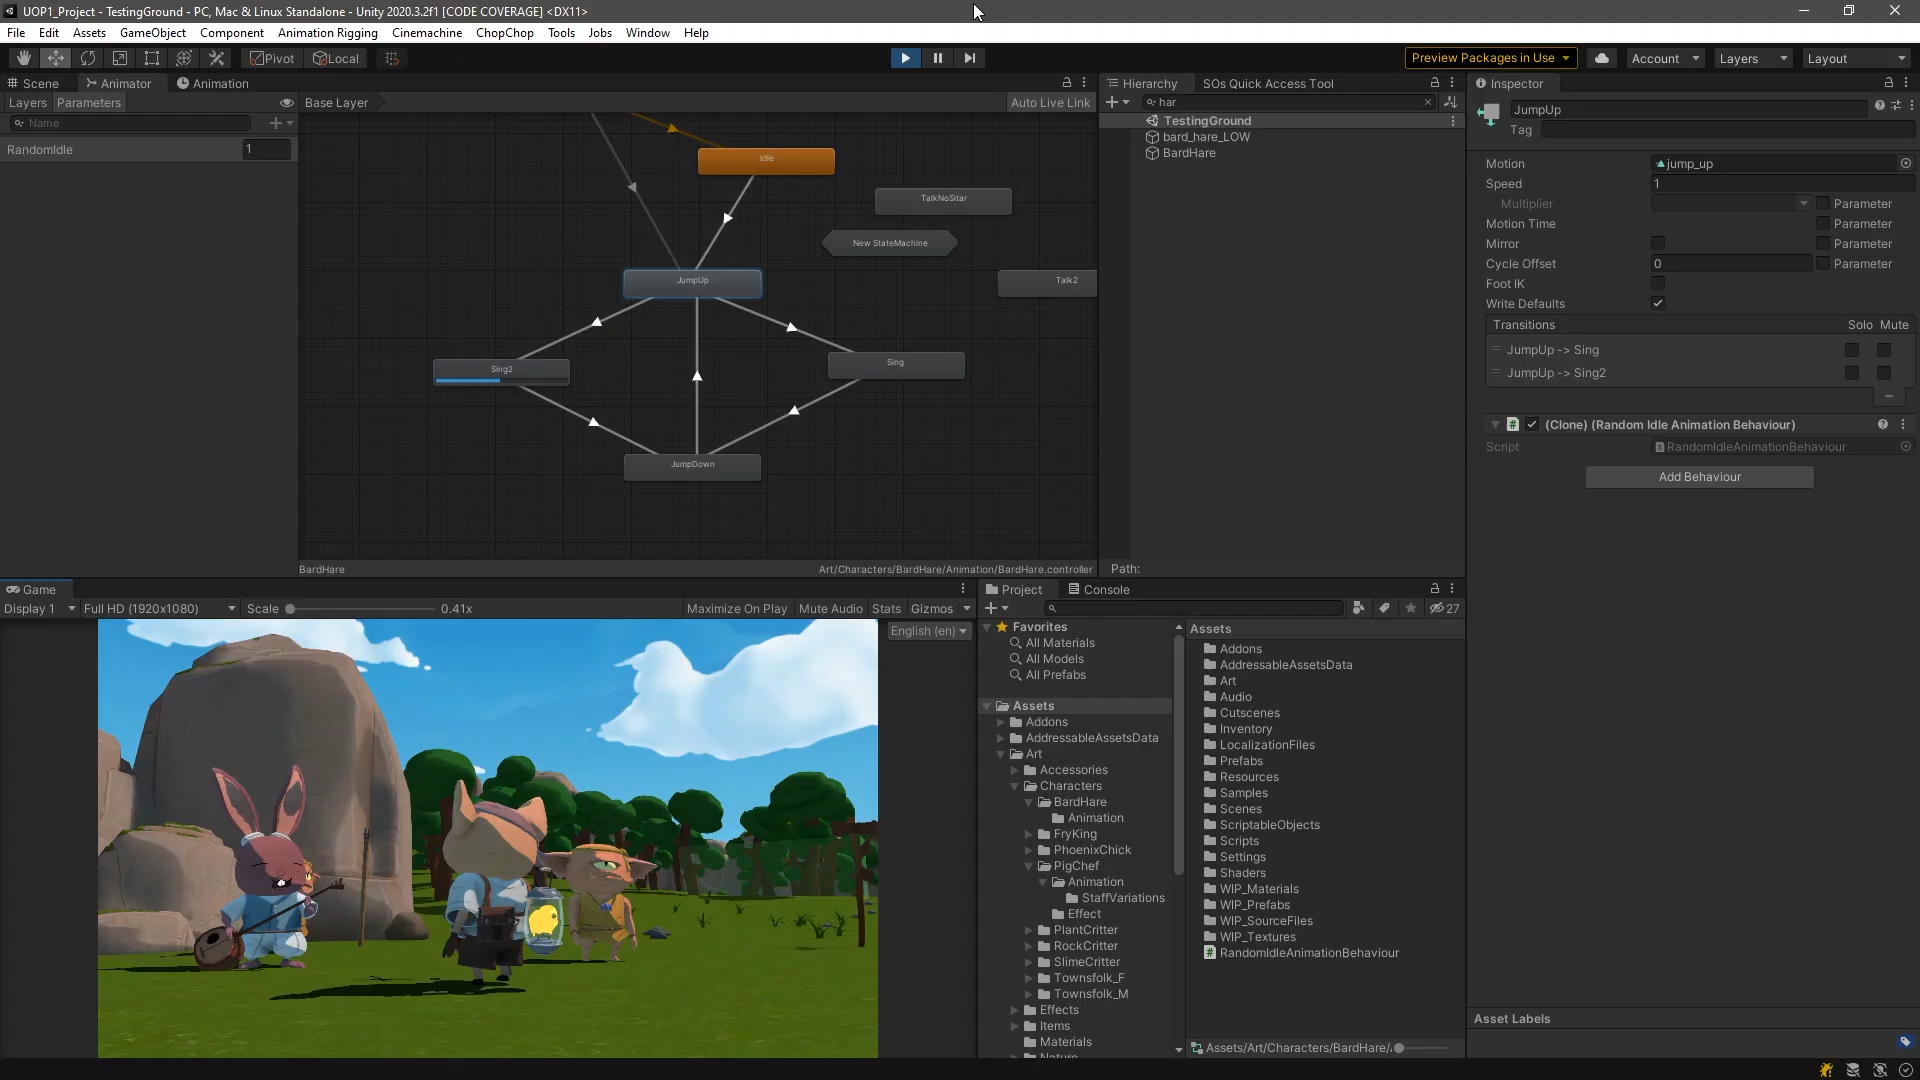 UOP1_Project - TestingGround - PC, Mac & Linux Standalone - Unity 2020.3.2f1 [CODE COVERAGE] <DX11>
File Edit Assets GameObject Component Animation Rigging Cinemachine ChopChop Tools Jobs Window Help
Pivot Local Preview Packages in Use Account Layers Layout
Scene Animator Animation
Layers Parameters Base Layer Auto Live Link
Name
RandomIdle 1
Idle
TalkNoSitar
New StateMachine
JumpUp
Talk2
Sing2
Sing
JumpDown
BardHare Art/Characters/BardHare/Animation/BardHare.controller
Hierarchy SOs Quick Access Tool
har
TestingGround
bard_hare_LOW
BardHare
Path:
Inspector
JumpUp
Tag
Motion jump_up
Speed 1
Multiplier Parameter
Motion Time Parameter
Mirror Parameter
Cycle Offset 0 Parameter
Foot IK
Write Defaults
Transitions Solo Mute
JumpUp -> Sing
JumpUp -> Sing2
(Clone) (Random Idle Animation Behaviour)
Script RandomIdleAnimationBehaviour
Add Behaviour
Asset Labels
Game
Display 1 Full HD (1920x1080) Scale 0.41x Maximize On Play Mute Audio Stats Gizmos
English (en)
Project Console
27
Favorites
All Materials
All Models
All Prefabs
Assets
Addons
AddressableAssetsData
Art
Accessories
Characters
BardHare
Animation
FryKing
PhoenixChick
PigChef
Animation
StaffVariations
Effect
PlantCritter
RockCritter
SlimeCritter
Townsfolk_F
Townsfolk_M
Effects
Items
Materials
Nature
Assets
Addons
AddressableAssetsData
Art
Audio
Cutscenes
Inventory
LocalizationFiles
Prefabs
Resources
Samples
Scenes
ScriptableObjects
Scripts
Settings
Shaders
WIP_Materials
WIP_Prefabs
WIP_SourceFiles
WIP_Textures
RandomIdleAnimationBehaviour
Assets/Art/Characters/BardHare/